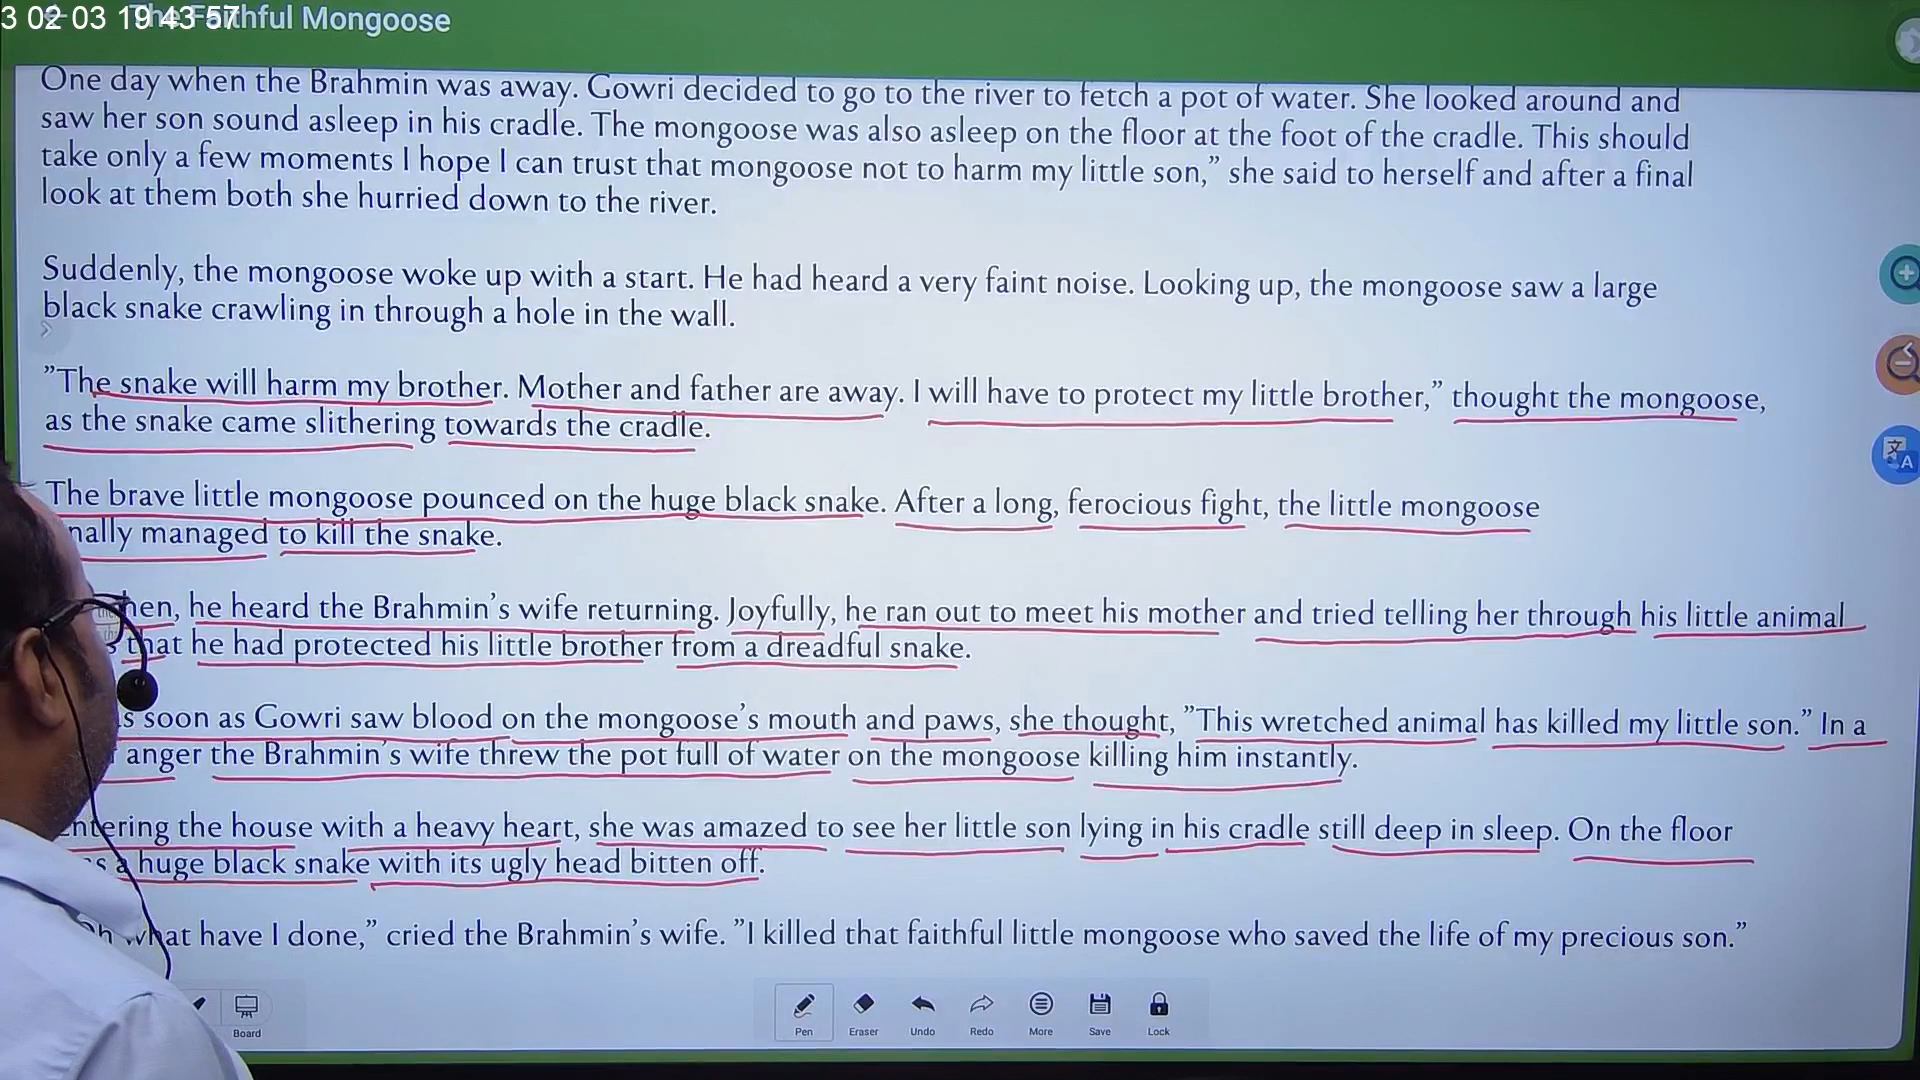 3 02 03 19 43 57
The Faithful Mongoose
One day when the Brahmin was away. Gowri decided to go to the river to fetch a pot of water. She looked around and
saw her son sound asleep in his cradle. The mongoose was also asleep on the floor at the foot of the cradle. This should
take only a few moments I hope I can trust that mongoose not to harm my little son,” she said to herself and after a final
look at them both she hurried down to the river.
Suddenly, the mongoose woke up with a start. He had heard a very faint noise. Looking up, the mongoose saw a large
black snake crawling in through a hole in the wall.
”The snake will harm my brother. Mother and father are away. I will have to protect my little brother,” thought the mongoose,
as the snake came slithering towards the cradle.
The brave little mongoose pounced on the huge black snake. After a long, ferocious fight, the little mongoose
nally managed to kill the snake.
hen, he heard the Brahmin’s wife returning. Joyfully, he ran out to meet his mother and tried telling her through his little animal
s that he had protected his little brother from a dreadful snake.
s soon as Gowri saw blood on the mongoose’s mouth and paws, she thought, ”This wretched animal has killed my little son.” In a
anger the Brahmin’s wife threw the pot full of water on the mongoose killing him instantly.
ntering the house with a heavy heart, she was amazed to see her little son lying in his cradle still deep in sleep. On the floor
s a huge black snake with its ugly head bitten off.
what have I done,” cried the Brahmin’s wife. ”I killed that faithful little mongoose who saved the life of my precious son.”
Board
Pen
Eraser
Undo
Redo
More
Save
Lock
文A